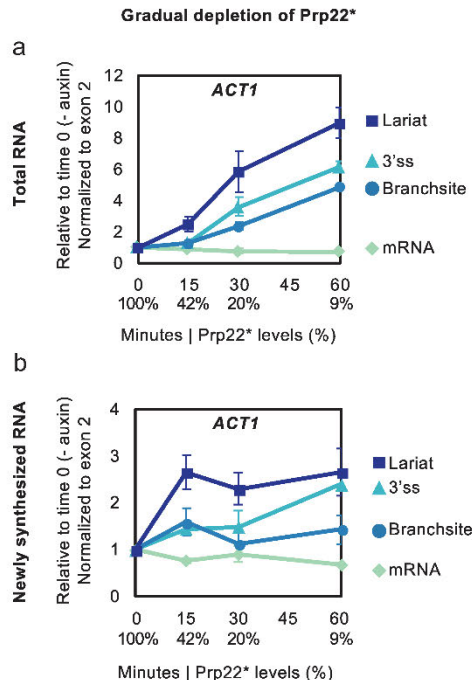 Gradual depletion of Prp22*
a
Total RNA
Relative to time 0 (- auxin)
Normalized to exon 2
12
10
8
6
4
2
0
ACT1
Lariat
3'ss
Branchsite
mRNA
0 15 30 45 60
100% 42% 20% 9%
Minutes | Prp22* levels (%)
b
Newly synthesized RNA
Relative to time 0 (- auxin)
Normalized to exon 2
4
3
2
1
0
ACT1
Lariat
3'ss
Branchsite
mRNA
0 15 30 45 60
100% 42% 20% 9%
Minutes | Prp22* levels (%)